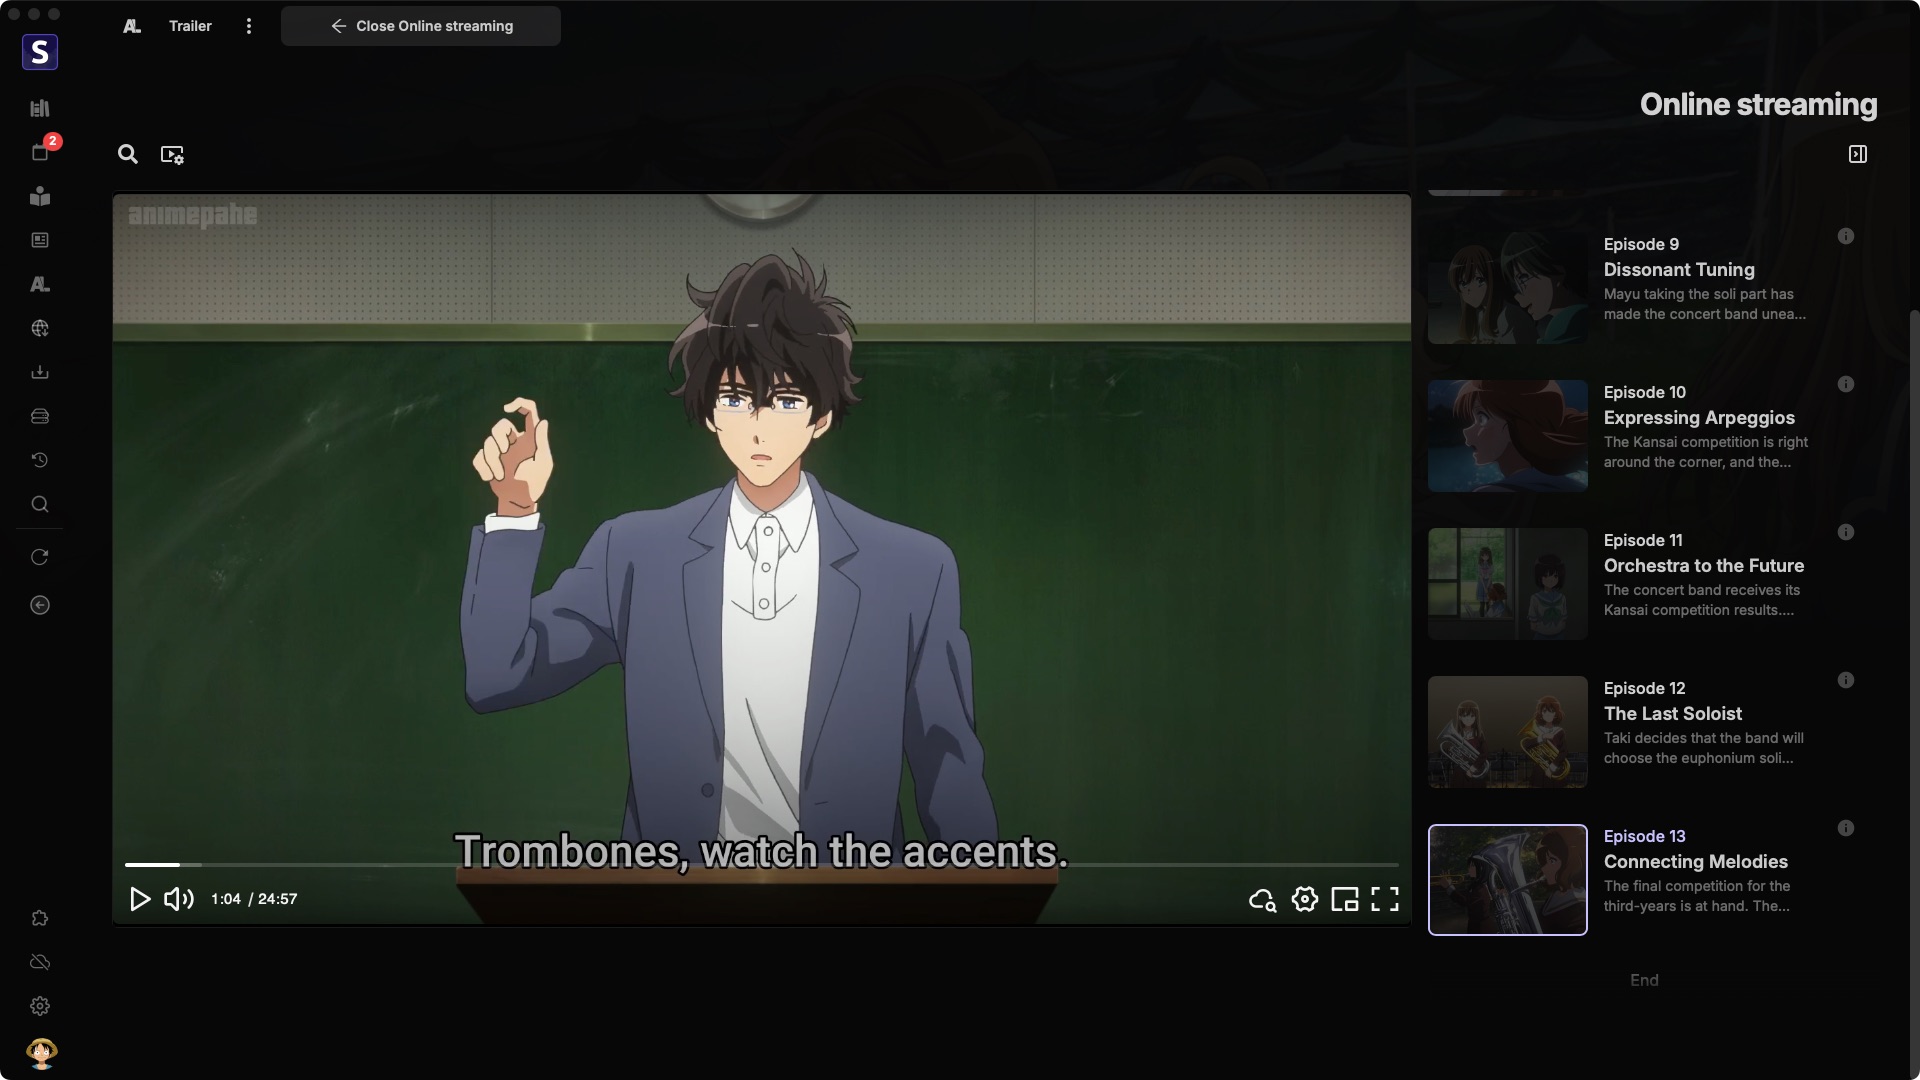 Trailer
Close Online streaming
S
2
Online streaming
animepahe
Trombones, watch the accents.
1:04 / 24:57
Episode 9
Dissonant Tuning
Mayu taking the soli part has
made the concert band unea...
Episode 10
Expressing Arpeggios
The Kansai competition is right
around the corner, and the...
Episode 11
Orchestra to the Future
The concert band receives its
Kansai competition results....
Episode 12
The Last Soloist
Taki decides that the band will
choose the euphonium soli...
Episode 13
Connecting Melodies
The final competition for the
third-years is at hand. The...
End